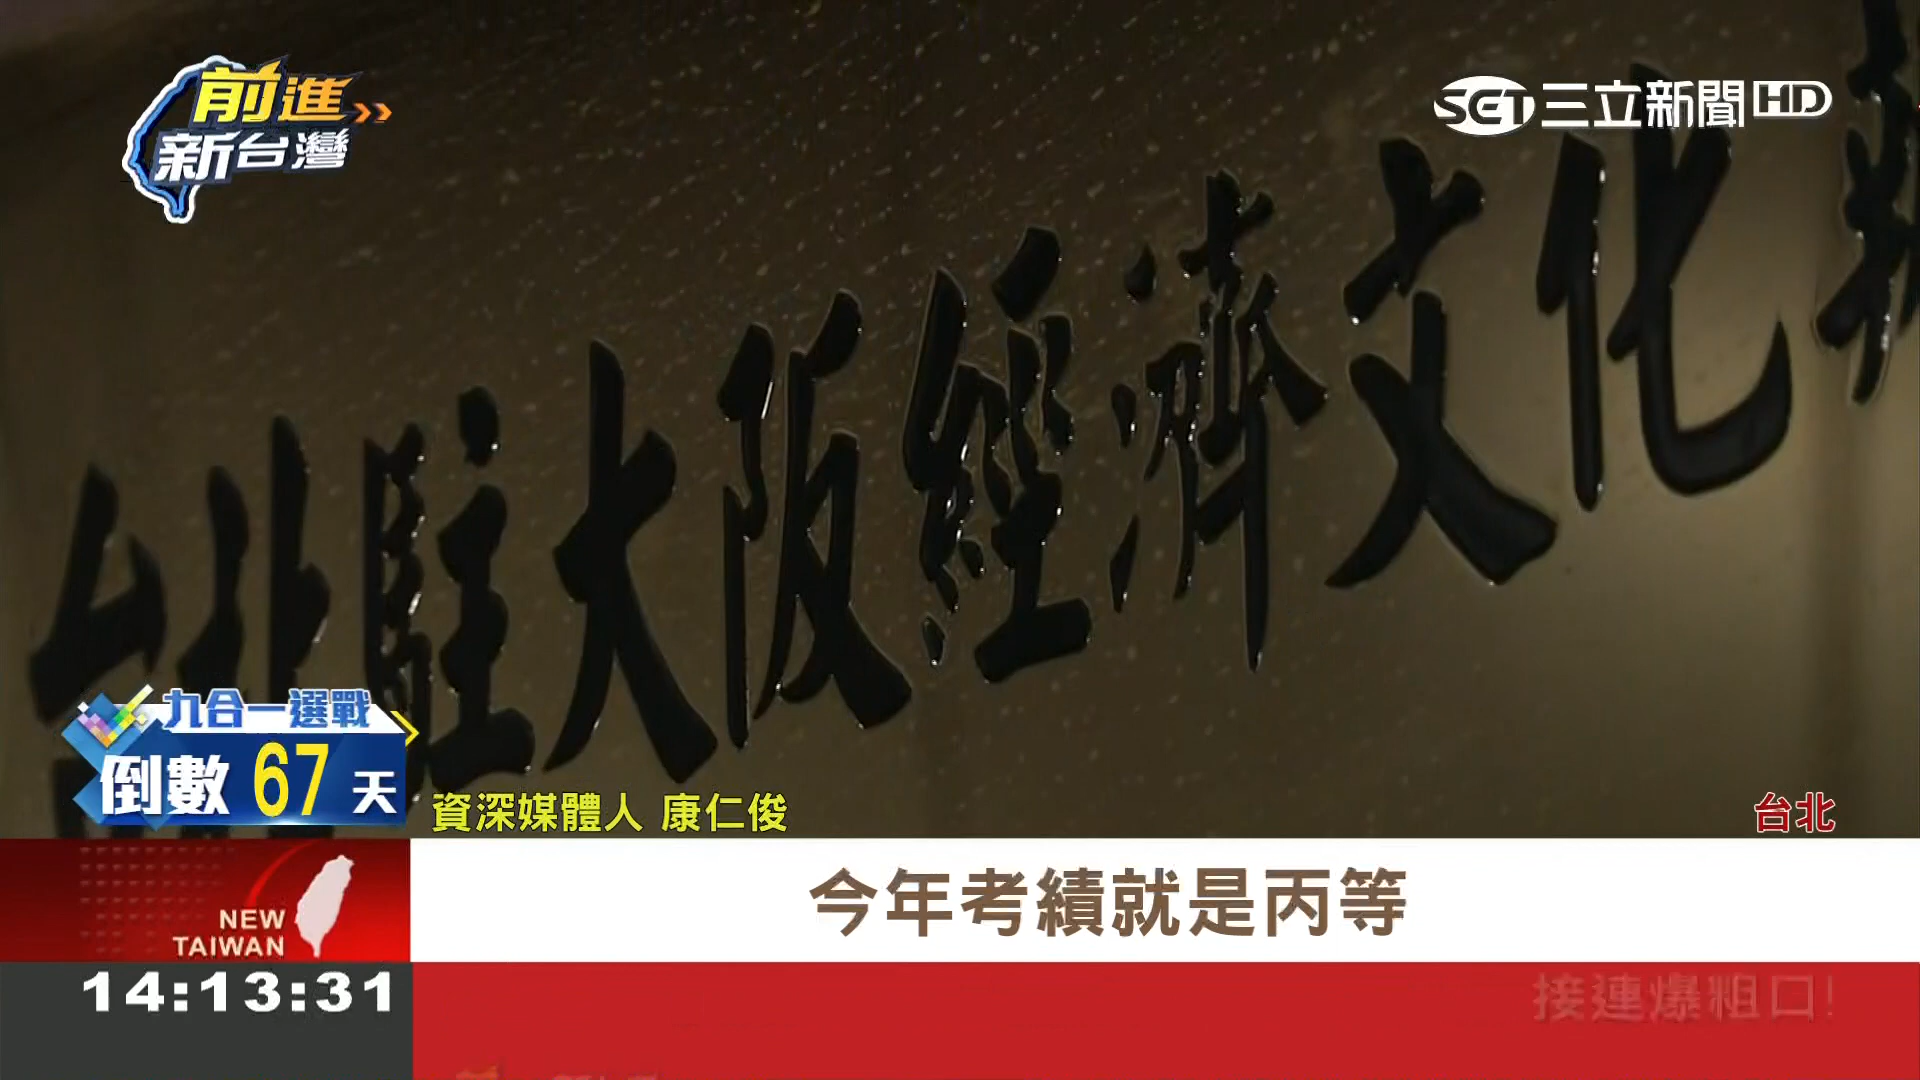 前進
新台灣
SET三立新聞HD
台北駐大阪經濟文化
九合一選戰
倒數 67 天
資深媒體人 康仁俊
台北
今年考績就是丙等
NEW
TAIWAN
14:13:31
接連爆粗口!